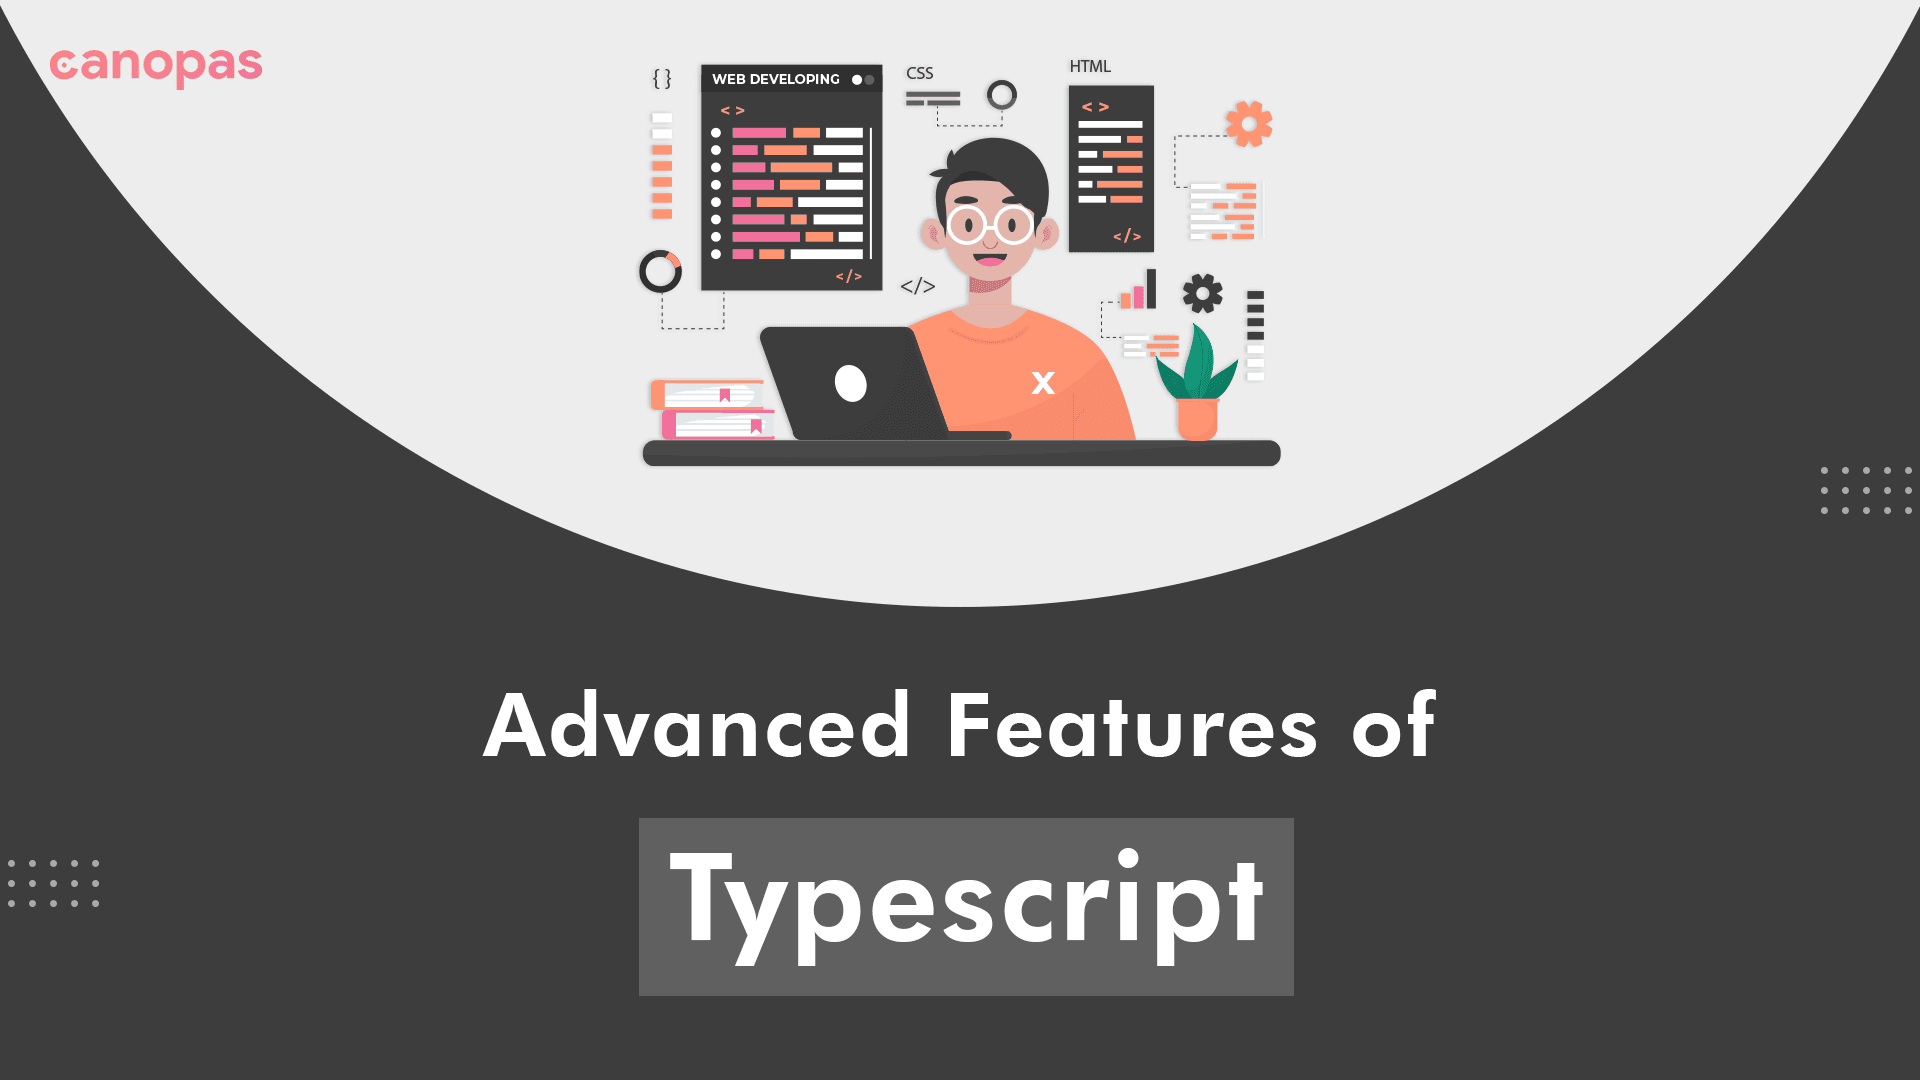 canopas
{ }
WEB DEVELOPING
< >
</>
CSS
HTML
< >
</>
</>
X
Advanced Features of
Typescript